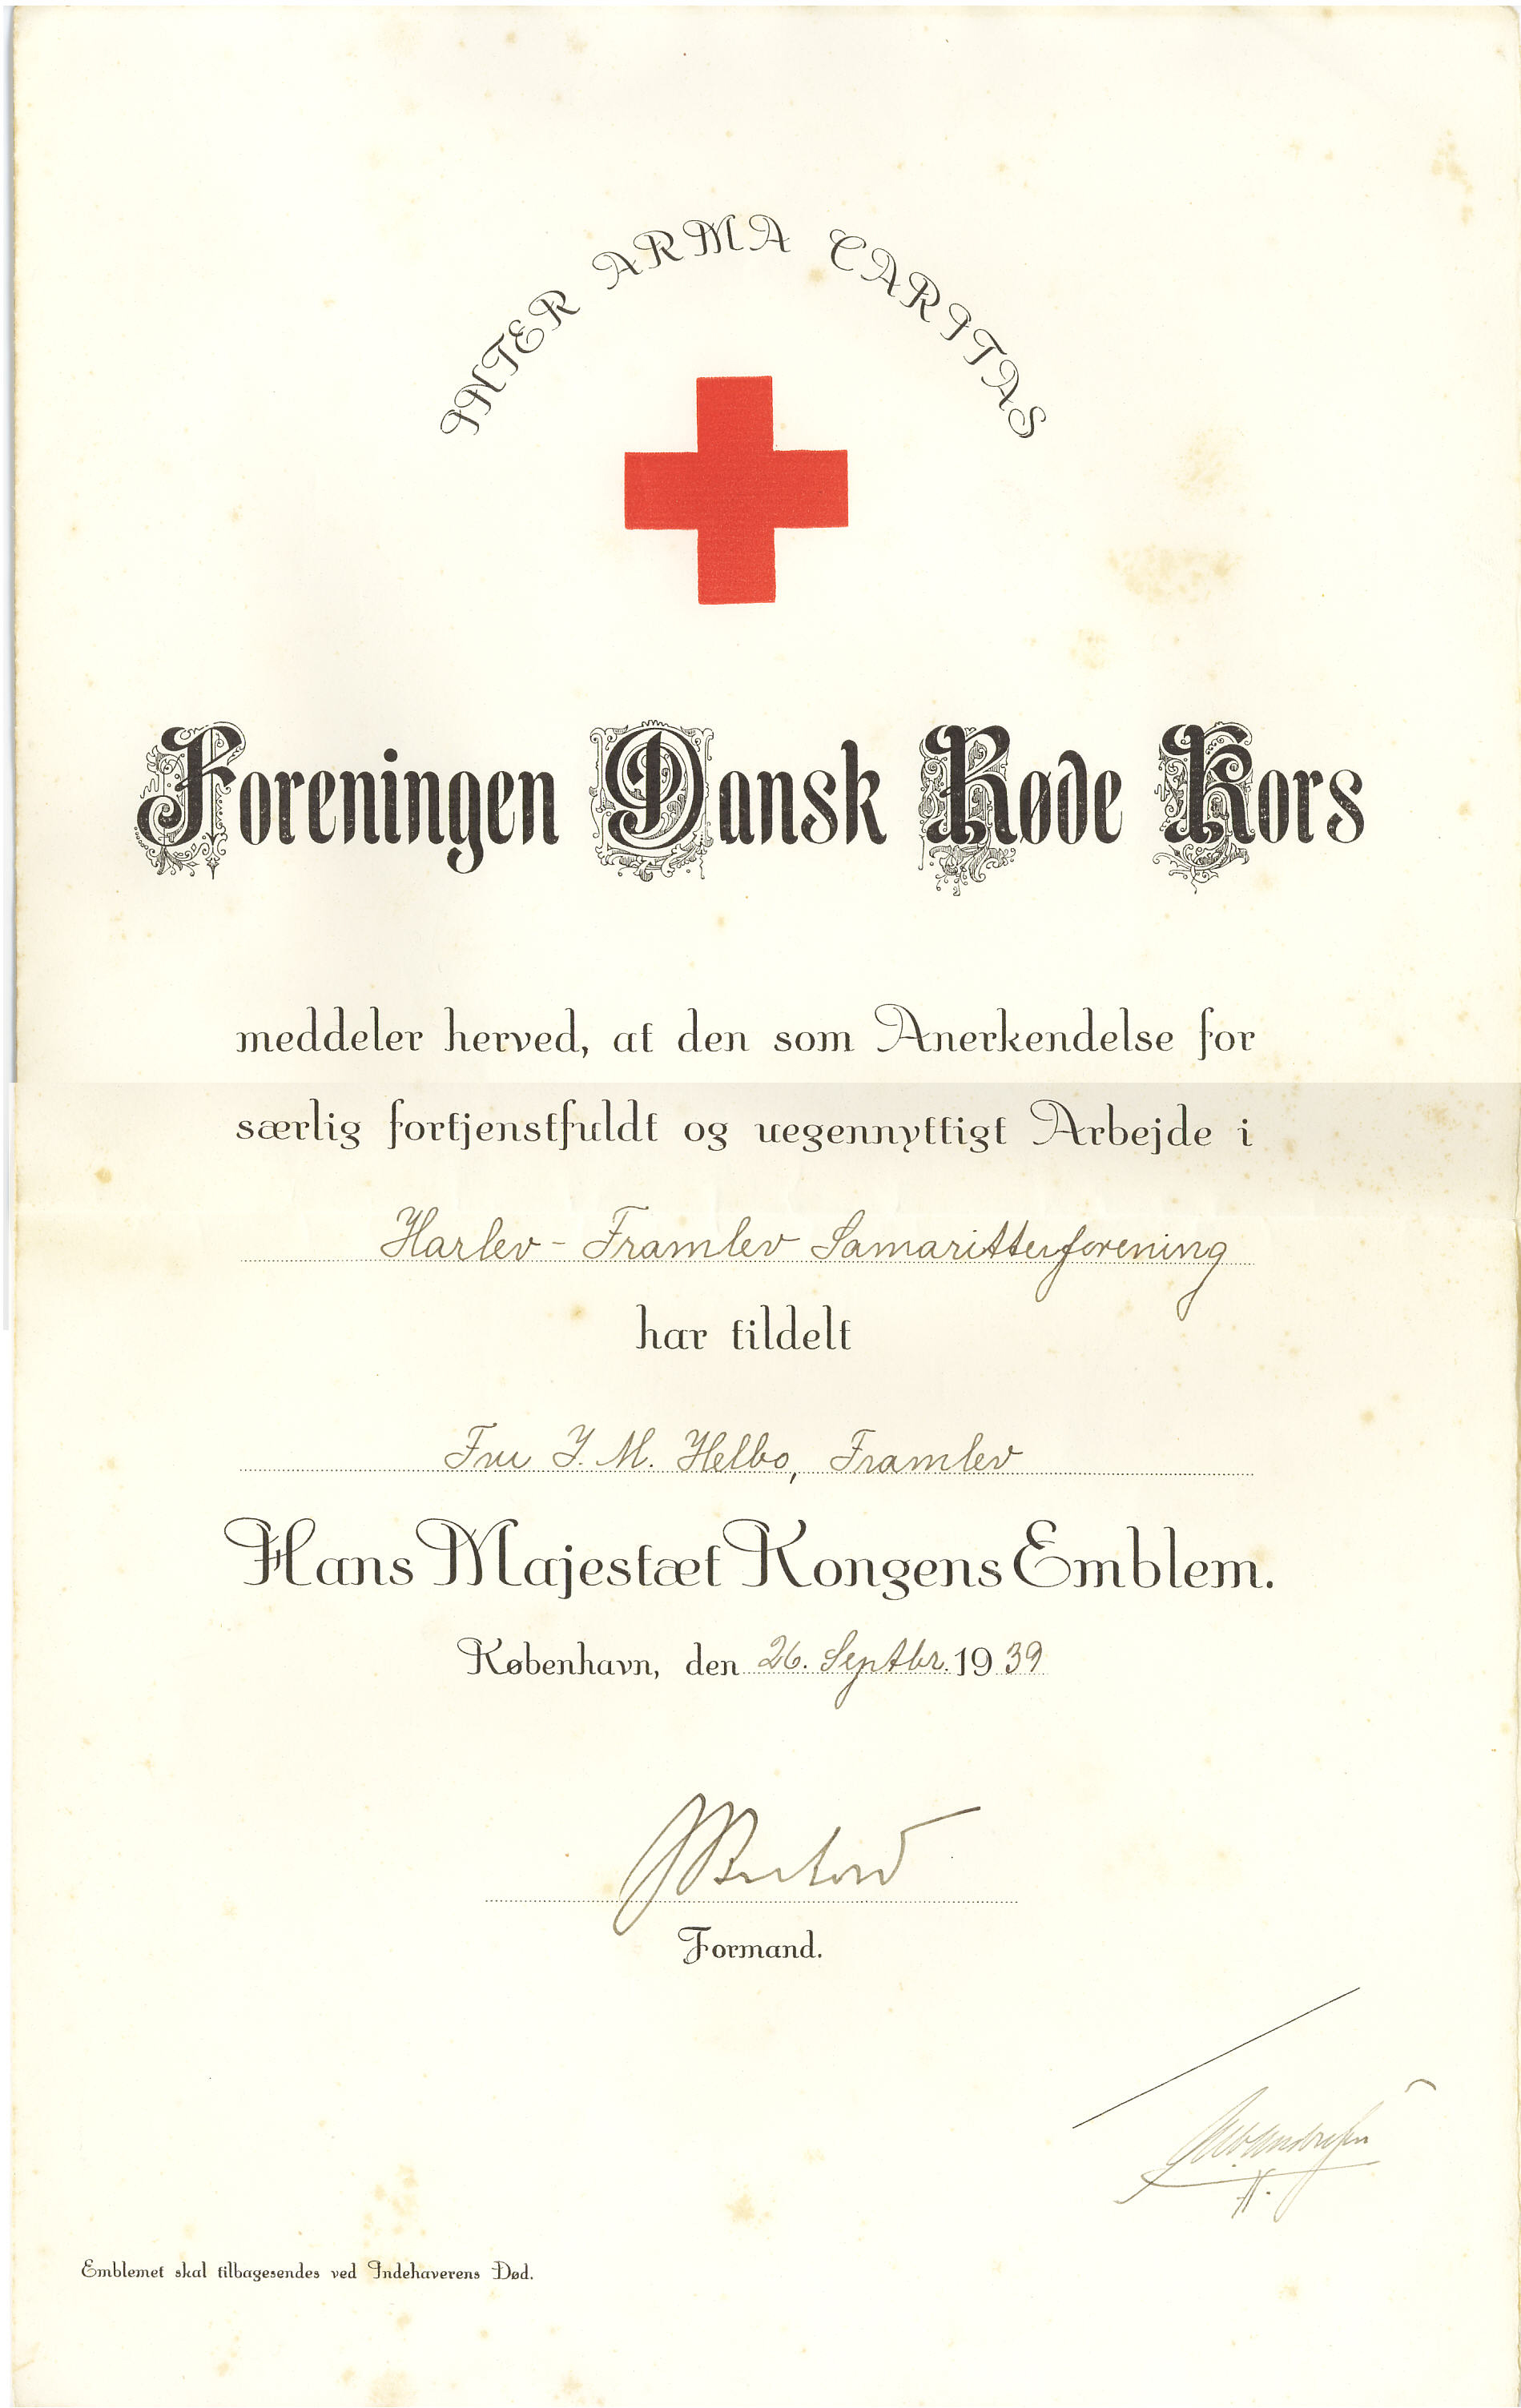 INTER ARMA CARITAS
Foreningen Dansk Røde Kors
meddeler herved, at den som Anerkendelse for
særlig fortjenstfuldt og uegennyttigt Arbejde i
Harlev - Framlev Samaritterforening
har tildelt
Fru J. M. Helbo, Framlev
Hans Majestæt Kongens Emblem.
København, den 26. Septbr. 1939
Formand.
Emblemet skal tilbagesendes ved Indehaverens Død.